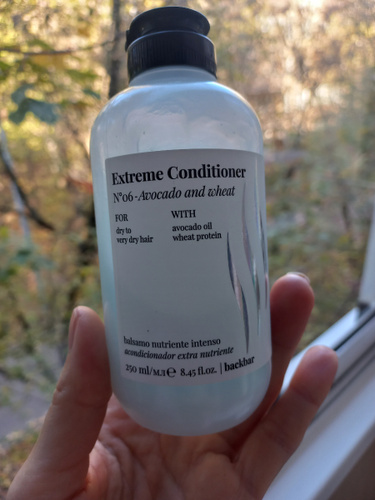 Extreme Conditioner
N°06-Avocado and wheat
FOR
dry to
very dry hair
WITH
avocado oil
wheat protein
balsamo nutriente intenso
acondicionador extra nutriente
250 ml/мл℮ 8.45 fl.oz. | backbar